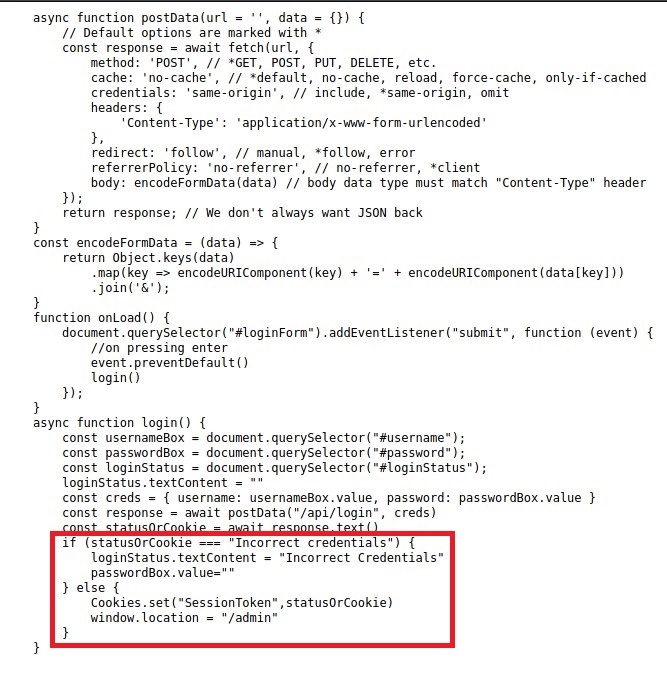 async function postData(url = '', data = {}) {
// Default options are marked with *
const response = await fetch(url, {
method: 'POST', // *GET, POST, PUT, DELETE, etc.
cache: 'no-cache', // *default, no-cache, reload, force-cache, only-if-cached
credentials: 'same-origin', // include, *same-origin, omit
headers: {
'Content-Type': 'application/x-www-form-urlencoded'
},
redirect: 'follow', // manual, *follow, error
referrerPolicy: 'no-referrer', // no-referrer, *client
body: encodeFormData(data) // body data type must match "Content-Type" header
});
return response; // We don't always want JSON back
}
const encodeFormData = (data) => {
return Object.keys(data)
.map(key => encodeURIComponent(key) + '=' + encodeURIComponent(data[key]))
.join('&');
}
function onLoad() {
document.querySelector("#loginForm").addEventListener("submit", function (event) {
//on pressing enter
event.preventDefault()
login()
});
}
async function login() {
const usernameBox = document.querySelector("#username");
const passwordBox = document.querySelector("#password");
const loginStatus = document.querySelector("#loginStatus");
loginStatus.textContent = ""
const creds = { username: usernameBox.value, password: passwordBox.value }
const response = await postData("/api/login", creds)
const statusOrCookie = await response.text()
if (statusOrCookie === "Incorrect credentials") {
loginStatus.textContent = "Incorrect Credentials"
passwordBox.value=""
} else {
Cookies.set("SessionToken",statusOrCookie)
window.location = "/admin"
}
}